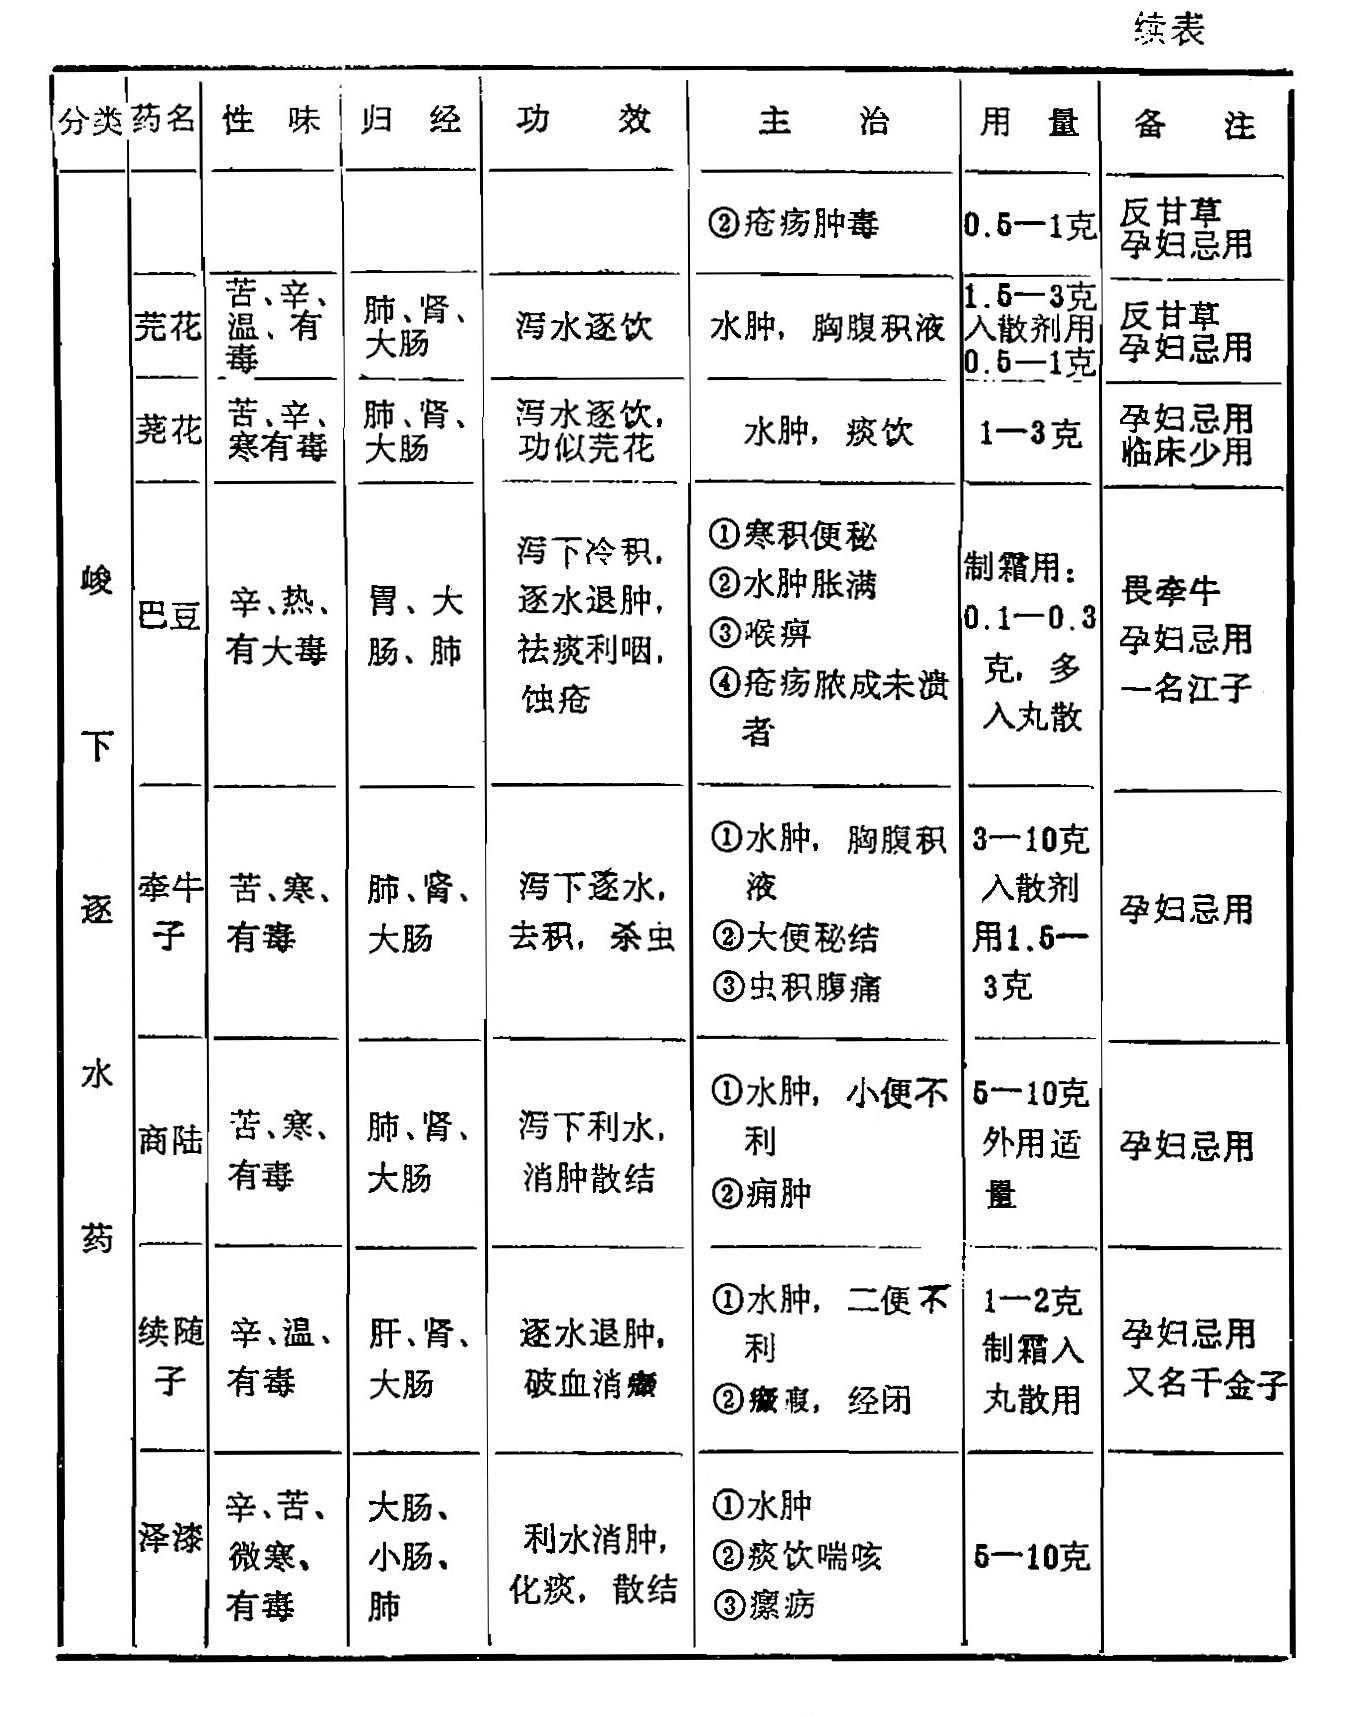 续表
分类 药名 性味 归经 功效 主治 用量 备注
峻下逐水药
②疮疡肿毒
0.5—1克
反甘草
孕妇忌用
芫花
苦、辛、
温、有
毒
肺、肾、
大肠
泻水逐饮
水肿，胸腹积液
1.5—3克
入散剂用
0.5—1克
反甘草
孕妇忌用
荛花
苦、辛、
寒有毒
肺、肾、
大肠
泻水逐饮，
功似芫花
水肿，痰饮
1—3克
孕妇忌用
临床少用
巴豆
辛、热、
有大毒
胃、大
肠、肺
泻下冷积，
逐水退肿，
祛痰利咽，
蚀疮
①寒积便秘
②水肿胀满
③喉痹
④疮疡脓成未溃
者
制霜用：
0.1—0.3
克，多
入丸散
畏牵牛
孕妇忌用
一名江子
牵牛
子
苦、寒、
有毒
肺、肾、
大肠
泻下逐水，
去积，杀虫
①水肿，胸腹积
液
②大便秘结
③虫积腹痛
3—10克
入散剂
用1.5—
3克
孕妇忌用
商陆
苦、寒、
有毒
肺、肾、
大肠
泻下利水，
消肿散结
①水肿，小便不
利
②痈肿
5—10克
外用适
量
孕妇忌用
续随
子
辛、温、
有毒
肝、肾、
大肠
逐水退肿，
破血消癥
①水肿，二便不
利
②癥瘕，经闭
1—2克
制霜入
丸散用
孕妇忌用
又名千金子
泽漆
辛、苦、
微寒、
有毒
大肠、
小肠、
肺
利水消肿，
化痰，散结
①水肿
②痰饮喘咳
③瘰疬
5—10克